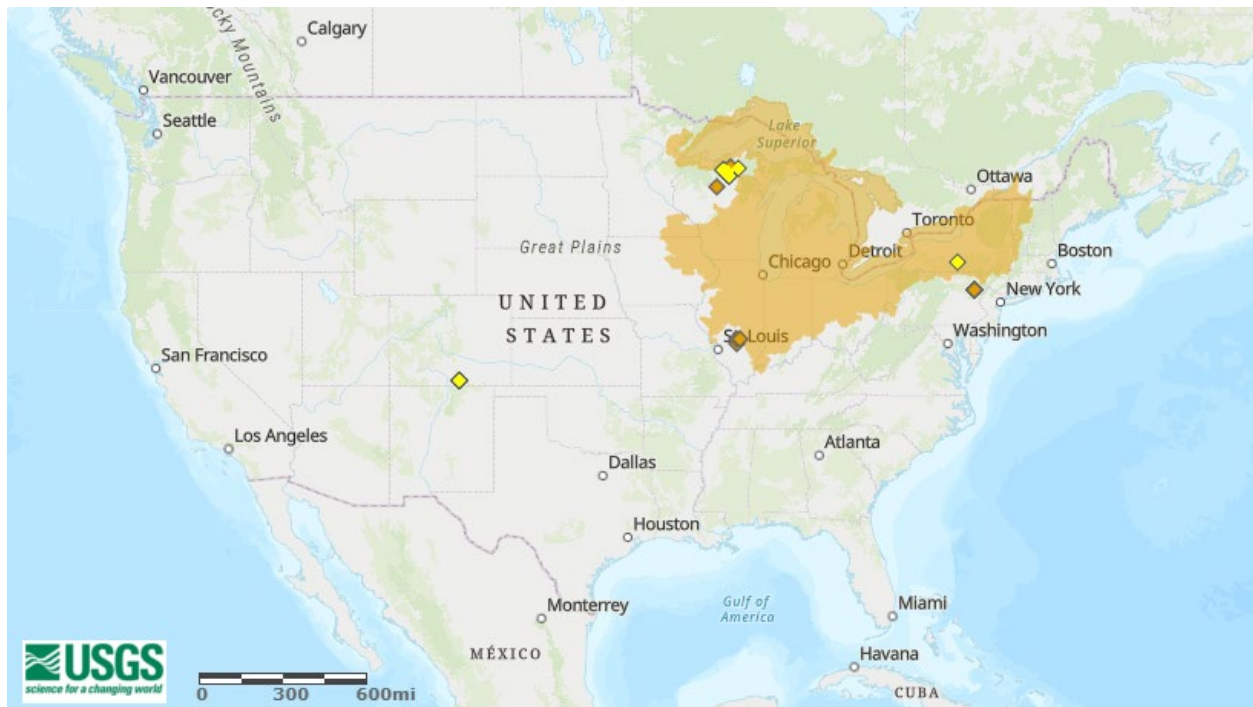 Calgary
ocky Mountains
Vancouver
Seattle
Lake
Superior
Ottawa
Toronto
Great Plains
Detroit
Boston
Chicago
New York
UNITED
STATES
Washington
St Louis
San Francisco
Los Angeles
Atlanta
Dallas
Houston
Monterrey
Gulf of
America
Miami
MÉXICO
Havana
CUBA
USGS
science for a changing world
0 300 600mi